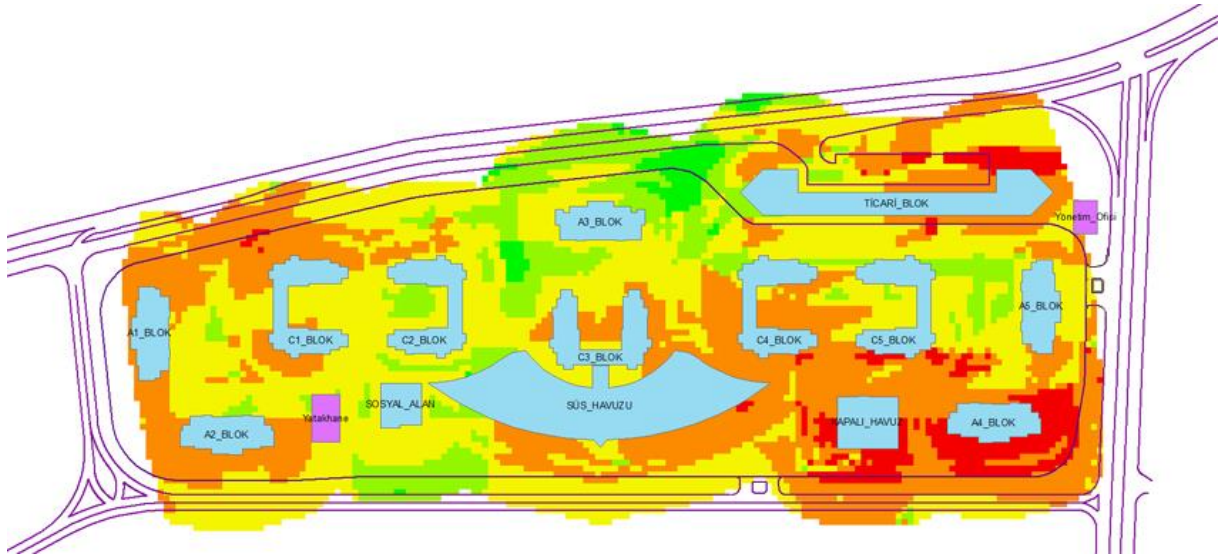 TİCARİ_BLOK
Yönetim_Ofisi
A3_BLOK
A1_BLOK
A5_BLOK
C1_BLOK
C2_BLOK
C3_BLOK
C4_BLOK
C5_BLOK
SOSYAL_ALAN
SÜS_HAVUZU
Yatakhane
KAPALI_HAVUZ
A2_BLOK
A4_BLOK